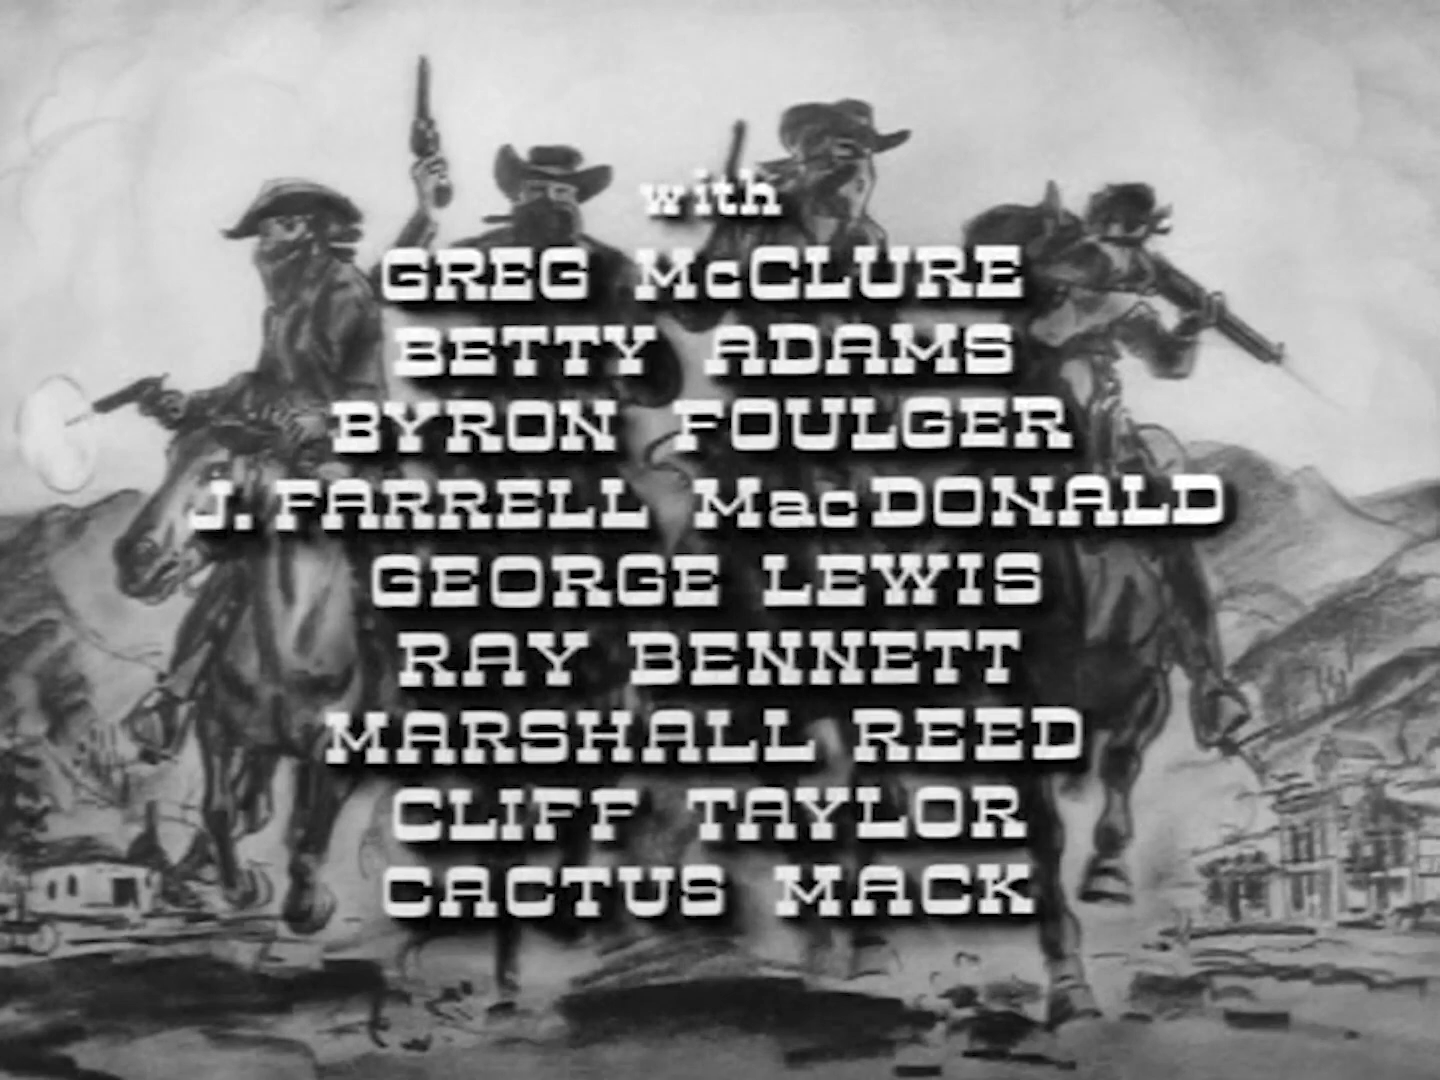 with
GREG McCLURE
BETTY ADAMS
BYRON FOULGER
J. FARRELL MacDONALD
GEORGE LEWIS
RAY BENNETT
MARSHALL REED
CLIFF TAYLOR
CACTUS MACK